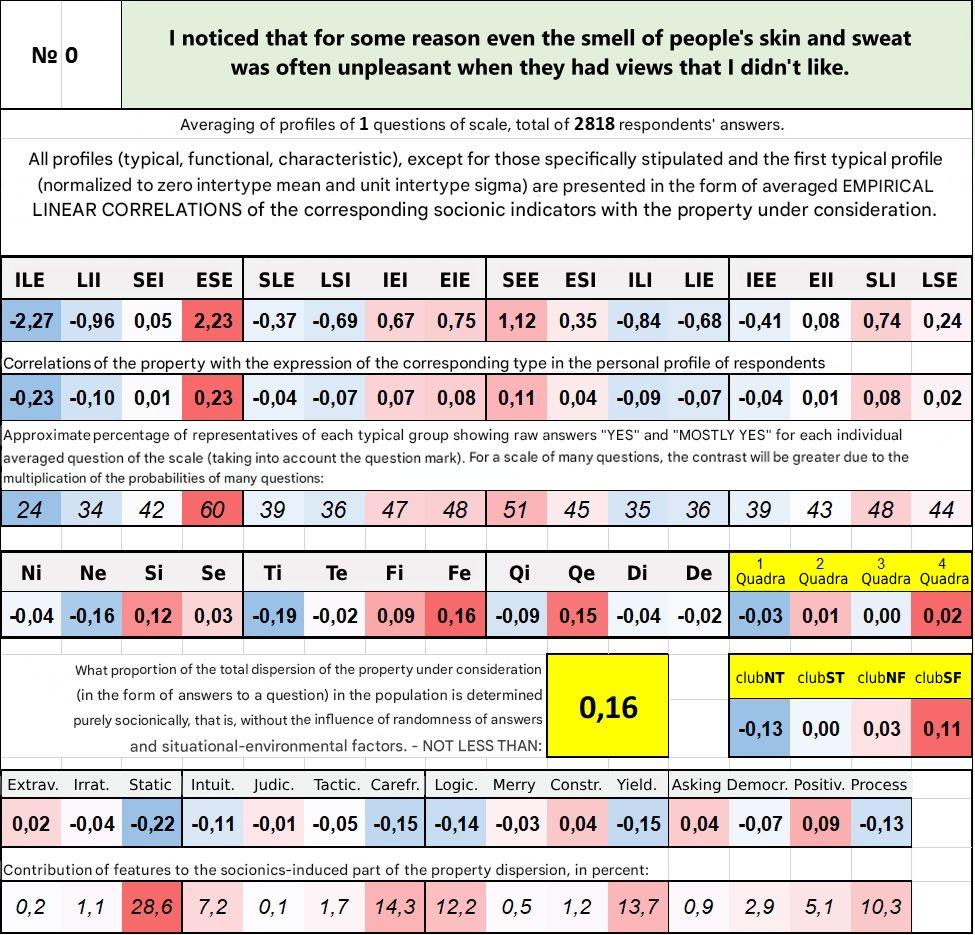 № 0
I noticed that for some reason even the smell of people's skin and sweat
was often unpleasant when they had views that I didn't like.
Averaging of profiles of 1 questions of scale, total of 2818 respondents' answers.
All profiles (typical, functional, characteristic), except for those specifically stipulated and the first typical profile
(normalized to zero intertype mean and unit intertype sigma) are presented in the form of averaged EMPIRICAL
LINEAR CORRELATIONS of the corresponding socionic indicators with the property under consideration.
ILE LII SEI ESE SLE LSI IEI EIE SEE ESI ILI LIE IEE EII SLI LSE
-2,27 -0,96 0,05 2,23 -0,37 -0,69 0,67 0,75 1,12 0,35 -0,84 -0,68 -0,41 0,08 0,74 0,24
Correlations of the property with the expression of the corresponding type in the personal profile of respondents
-0,23 -0,10 0,01 0,23 -0,04 -0,07 0,07 0,08 0,11 0,04 -0,09 -0,07 -0,04 0,01 0,08 0,02
Approximate percentage of representatives of each typical group showing raw answers "YES" and "MOSTLY YES" for each individual
averaged question of the scale (taking into account the question mark). For a scale of many questions, the contrast will be greater due to the
multiplication of the probabilities of many questions:
24 34 42 60 39 36 47 48 51 45 35 36 39 43 48 44
Ni Ne Si Se Ti Te Fi Fe Qi Qe Di De 1 Quadra 2 Quadra 3 Quadra 4 Quadra
-0,04 -0,16 0,12 0,03 -0,19 -0,02 0,09 0,16 -0,09 0,15 -0,04 -0,02 -0,03 0,01 0,00 0,02
What proportion of the total dispersion of the property under consideration
(in the form of answers to a question) in the population is determined
purely socionically, that is, without the influence of randomness of answers
and situational-environmental factors. - NOT LESS THAN:
0,16
clubNT clubST clubNF clubSF
-0,13 0,00 0,03 0,11
Extrav. Irrat. Static Intuit. Judic. Tactic. Carefr. Logic. Merry Constr. Yield. Asking Democr. Positiv. Process
0,02 -0,04 -0,22 -0,11 -0,01 -0,05 -0,15 -0,14 -0,03 0,04 -0,15 0,04 -0,07 0,09 -0,13
Contribution of features to the socionics-induced part of the property dispersion, in percent:
0,2 1,1 28,6 7,2 0,1 1,7 14,3 12,2 0,5 1,2 13,7 0,9 2,9 5,1 10,3